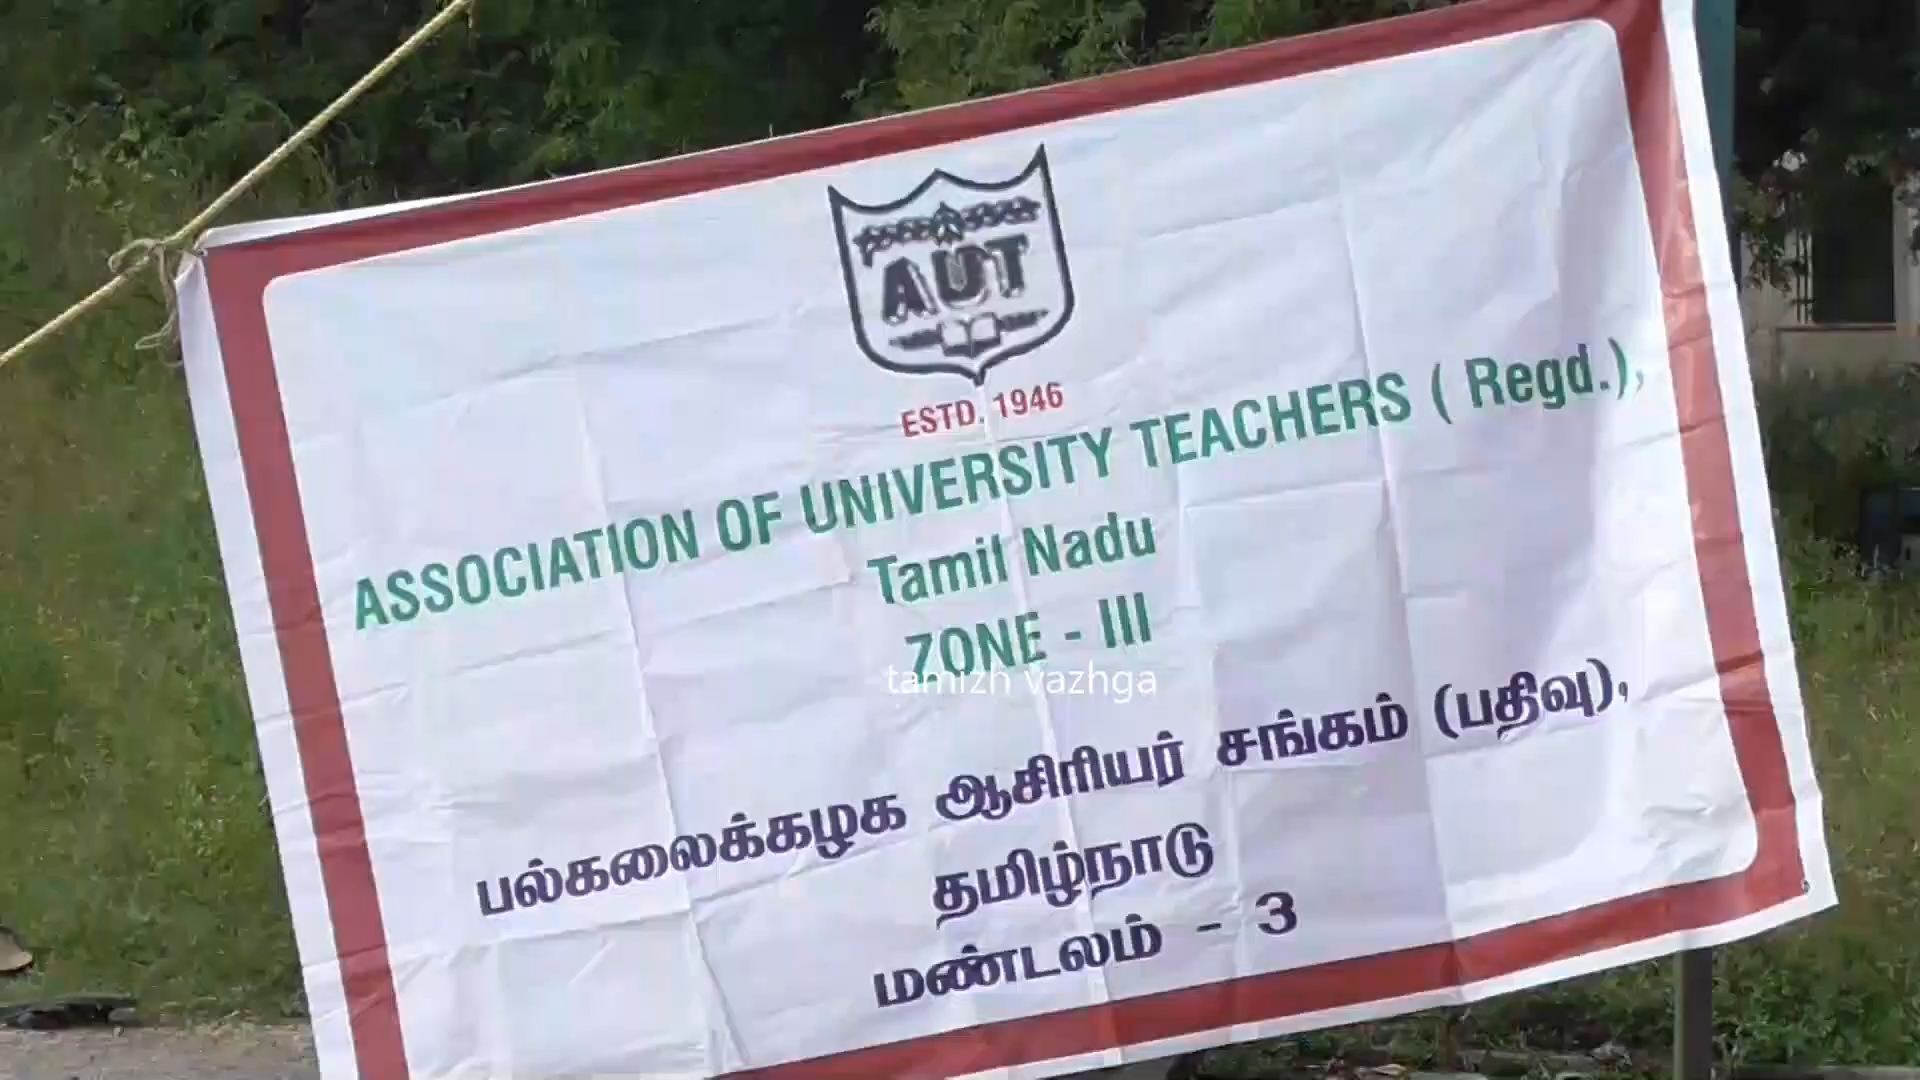 AUT
ESTD. 1946
ASSOCIATION OF UNIVERSITY TEACHERS ( Regd.),
Tamil Nadu
ZONE - III
tamizh vazhga
பல்கலைக்கழக ஆசிரியர் சங்கம் (பதிவு),
தமிழ்நாடு
மண்டலம் - 3